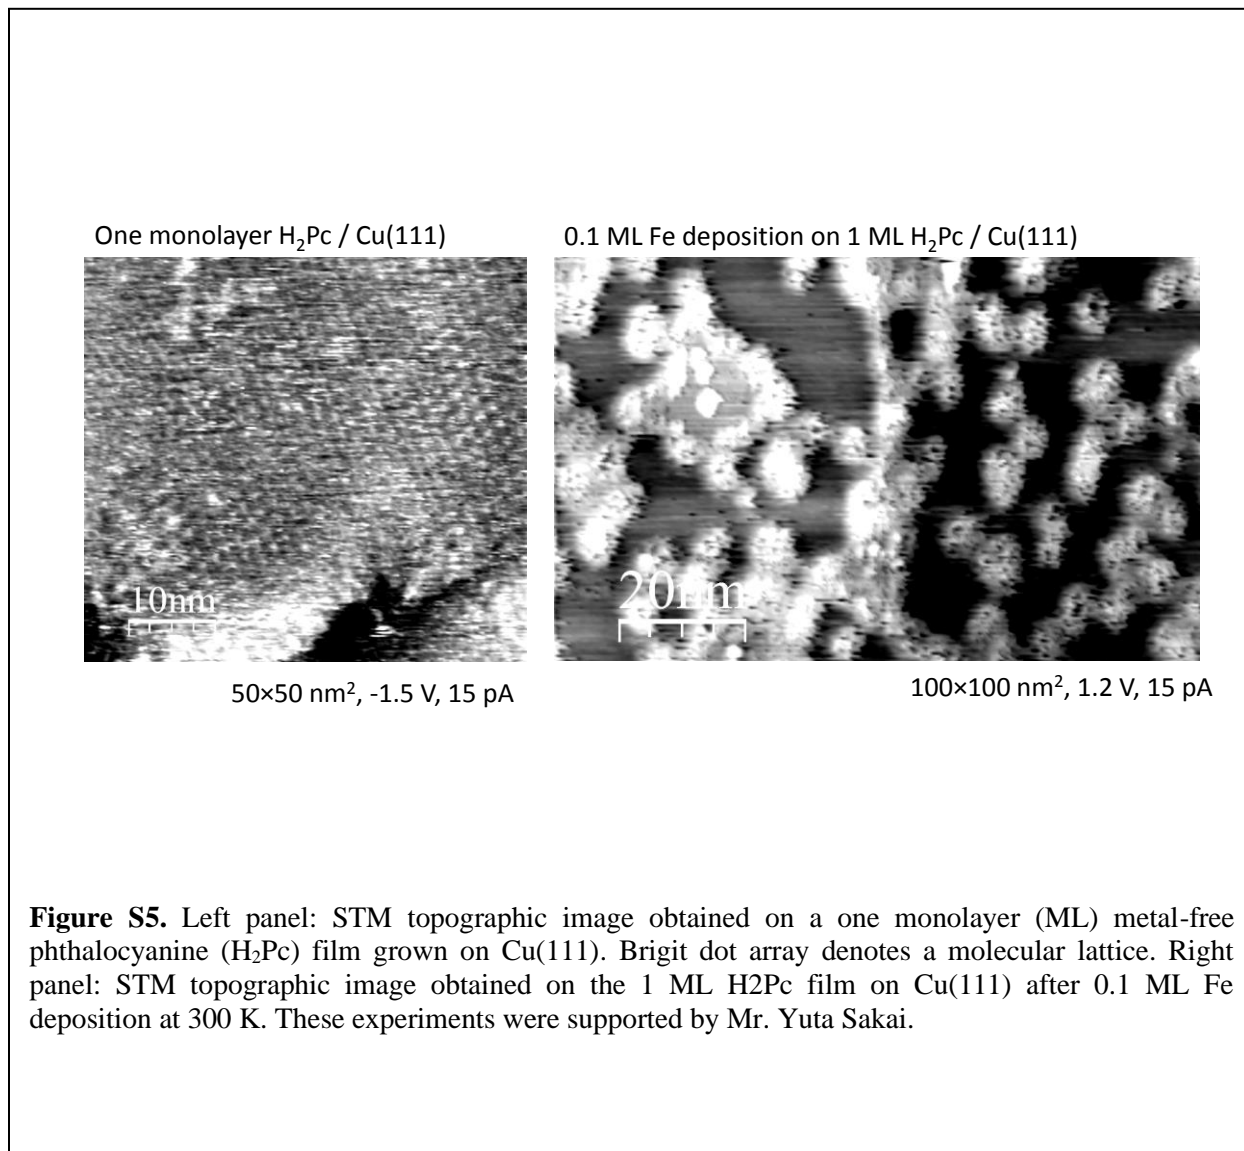 One monolayer H₂Pc / Cu(111)
0.1 ML Fe deposition on 1 ML H₂Pc / Cu(111)
10nm
20nm
50×50 nm², -1.5 V, 15 pA
100×100 nm², 1.2 V, 15 pA
Figure S5. Left panel: STM topographic image obtained on a one monolayer (ML) metal-free
phthalocyanine (H₂Pc) film grown on Cu(111). Brigit dot array denotes a molecular lattice. Right
panel: STM topographic image obtained on the 1 ML H2Pc film on Cu(111) after 0.1 ML Fe
deposition at 300 K. These experiments were supported by Mr. Yuta Sakai.